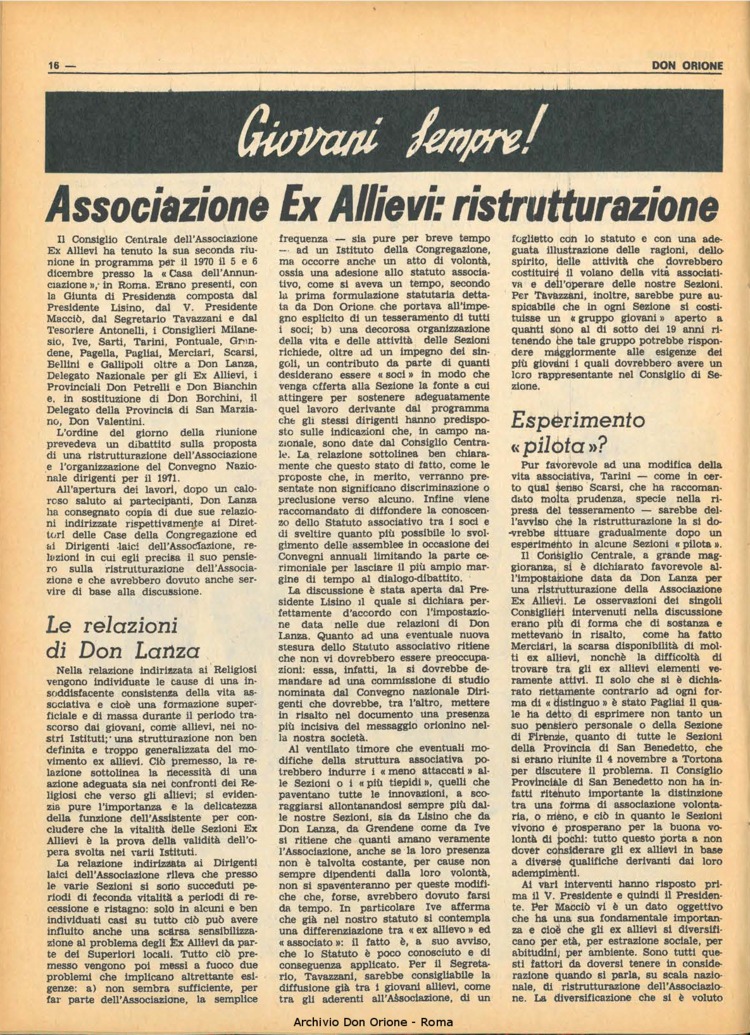 16 —
DON ORIONE
Giovani Sempre!
Associazione Ex Allievi: ristrutturazione
Il Consiglio Centrale dell'Associazione
Ex Allievi ha tenuto la sua seconda riu-
nione in programma per il 1970 il 5 e 6
dicembre presso la «Casa dell'Annun-
ciazione», in Roma. Erano presenti, con
la Giunta di Presidenza composta dal
Presidente Lisino, dal V. Presidente
Macciò, dal Segretario Tavazzani e dal
Tesoriere Antonelli, i Consiglieri Milane-
sio, Ive, Sarti, Tarini, Pontuale, Gren-
dene, Pagella, Pagliai, Merciari, Scarsi,
Bellini e Gallipoli oltre a Don Lanza,
Delegato Nazionale per gli Ex Allievi, i
Provinciali Don Petrelli e Don Bianchin
e, in sostituzione di Don Borchini, il
Delegato della Provincia di San Marzia-
no, Don Valentini.
L'ordine del giorno della riunione
prevedeva un dibattito sulla proposta
di una ristrutturazione dell'Associazione
e l'organizzazione del Convegno Nazio-
nale dirigenti per il 1971.
All'apertura dei lavori, dopo un calo-
roso saluto ai partecipanti, Don Lanza
ha consegnato copia di due sue relazio-
ni indirizzate rispettivamente ai Diret-
tori delle Case della Congregazione ed
ai Dirigenti laici dell'Associazione, re-
lazioni in cui egli precisa il suo pensie-
ro sulla ristrutturazione dell'Associa-
zione e che avrebbero dovuto anche ser-
vire di base alla discussione.
Le relazioni
di Don Lanza
Nella relazione indirizzata ai Religiosi
vengono individuate le cause di una in-
soddisfacente consistenza della vita as-
sociativa e cioè una formazione super-
ficiale e di massa durante il periodo tra-
scorso dai giovani, come allievi, nei no-
stri Istituti; una strutturazione non ben
definita e troppo generalizzata del mo-
vimento ex allievi. Ciò premesso, la re-
lazione sottolinea la necessità di una
azione adeguata sia nei confronti dei Re-
ligiosi che verso gli allievi; si eviden-
zia pure l'importanza e la delicatezza
della funzione dell'Assistente per con-
cludere che la vitalità delle Sezioni Ex
Allievi è la prova della validità dell'o-
pera svolta nei varii Istituti.
La relazione indirizzata ai Dirigenti
laici dell'Associazione rileva che presso
le varie Sezioni si sono succeduti pe-
riodi di feconda vitalità a periodi di re-
cessione e ristagno: solo in alcuni e ben
individuati casi su tutto ciò può avere
influito anche una scarsa sensibilizza-
zione al problema degli Ex Allievi da par-
te dei Superiori locali. Tutto ciò pre-
messo vengono poi messi a fuoco due
problemi che implicano altrettante esi-
genze: a) non sembra sufficiente, per
far parte dell'Associazione, la semplice
frequenza — sia pure per breve tempo
— ad un Istituto della Congregazione,
ma occorre anche un atto di volontà,
ossia una adesione allo statuto associa-
tivo, come si aveva un tempo, secondo
la prima formulazione statutaria detta-
ta da Don Orione che portava all'impe-
gno esplicito di un tesseramento di tutti
i soci; b) una decorosa organizzazione
della vita e delle attività delle Sezioni
richiede, oltre ad un impegno dei sin-
goli, un contributo da parte di quanti
desiderano essere «soci» in modo che
venga offerta alla Sezione la fonte a cui
attingere per sostenere adeguatamente
quel lavoro derivante dal programma
che gli stessi dirigenti hanno predispo-
sto sulle indicazioni che, in campo na-
zionale, sono date dal Consiglio Centra-
le. La relazione sottolinea ben chiara-
mente che questo stato di fatto, come le
proposte che, in merito, verranno pre-
sentate non significano discriminazione o
preclusione verso alcuno. Infine viene
raccomandato di diffondere la conoscen-
zo dello Statuto associativo tra i soci e
di sveltire quanto più possibile lo svol-
gimento delle assemblee in occasione dei
Convegni annuali limitando la parte ce-
rimoniale per lasciare il più ampio mar-
gine di tempo al dialogo-dibattito.
La discussione è stata aperta dal Pre-
sidente Lisino il quale si dichiara per-
fettamente d'accordo con l'impostazio-
ne data nelle due relazioni di Don
Lanza. Quanto ad una eventuale nuova
stesura dello Statuto associativo ritiene
che non vi dovrebbero essere preoccupa-
zioni: essa, infatti, la si dovrebbe de-
mandare ad una commissione di studio
nominata dal Convegno nazionale Diri-
genti che dovrebbe, tra l'altro, mettere
in risalto nel documento una presenza
più incisiva del messaggio orionino nel-
la nostra società.
Al ventilato timore che eventuali mo-
difiche della struttura associativa po-
trebbero indurre i «meno attaccati» al-
le Sezioni o i «più tiepidi», quelli che
paventano tutte le innovazioni, a sco-
raggiarsi allontanandosi sempre più dal-
le nostre Sezioni, sia da Lisino che da
Don Lanza, da Grendene come da Ive
si ritiene che quanti amano veramente
l'Associazione, anche se la loro presenza
non è talvolta costante, per cause non
sempre dipendenti dalla loro volontà,
non si spaventeranno per queste modifi-
che che, forse, avrebbero dovuto farsi
da tempo. In particolare Ive afferma
che già nel nostro statuto si contempla
una differenziazione tra «ex allievo» ed
«associato»: il fatto è, a suo avviso,
che lo Statuto è poco conosciuto e di
conseguenza applicato. Per il Segreta-
rio, Tavazzani, sarebbe consigliabile la
diffusione già tra i giovani allievi, come
tra gli aderenti all'Associazione, di un
foglietto con lo statuto e con una ade-
guata illustrazione delle ragioni, dello
spirito, delle attività che dovrebbero
costituire il volano della vita associati-
va e dell'operare delle nostre Sezioni.
Per Tavazzani, inoltre, sarebbe pure au-
spicabile che in ogni Sezione si costi-
tuisse un «gruppo giovani» aperto a
quanti sono al di sotto dei 19 anni ri-
tenendo che tale gruppo potrebbe rispon-
dere maggiormente alle esigenze dei
più giovani i quali dovrebbero avere un
loro rappresentante nel Consiglio di Se-
zione.
Esperimento
«pilota»?
Pur favorevole ad una modifica della
vita associativa, Tarini — come in cer-
to qual senso Scarsi, che ha raccoman-
dato molta prudenza, specie nella ri-
presa del tesseramento — sarebbe del-
l'avviso che la ristrutturazione la si do-
vrebbe attuare gradualmente dopo un
esperimento in alcune Sezioni «pilota».
Il Consiglio Centrale, a grande mag-
gioranza, si è dichiarato favorevole al-
l'impostazione data da Don Lanza per
una ristrutturazione della Associazione
Ex Allievi. Le osservazioni dei singoli
Consiglieri intervenuti nella discussione
erano più di forma che di sostanza e
mettevano in risalto, come ha fatto
Merciari, la scarsa disponibilità di mol-
ti ex allievi, nonchè la difficoltà di
trovare tra gli ex allievi elementi ve-
ramente attivi. Il solo che si è dichia-
rato nettamente contrario ad ogni for-
ma di «distinguo» è stato Pagliai il qua-
le ha detto di esprimere non tanto un
suo pensiero personale o della Sezione
di Firenze, quanto di tutte le Sezioni
della Provincia di San Benedetto, che
si erano riunite il 4 novembre a Tortona
per discutere il problema. Il Consiglio
Provinciale di San Benedetto non ha in-
fatti ritenuto importante la distinzione
tra una forma di associazione volonta-
ria, o meno, e ciò in quanto le Sezioni
vivono e prosperano per la buona vo-
lontà di pochi: tutto questo porta a non
dover considerare gli ex allievi in base
a diverse qualifiche derivanti dai loro
adempimenti.
Ai vari interventi hanno risposto pri-
ma il V. Presidente e quindi il Presiden-
te. Per Macciò vi è un dato oggettivo
che ha una sua fondamentale importan-
za e cioè che gli ex allievi si diversifi-
cano per età, per estrazione sociale, per
abitudini, per ambiente. Sono tutti que-
sti fattori da doversi tenere in conside-
razione quando si parla, su scala nazio-
nale, di ristrutturazione dell'Associazio-
ne. La diversificazione che si è voluto
Archivio Don Orione - Roma